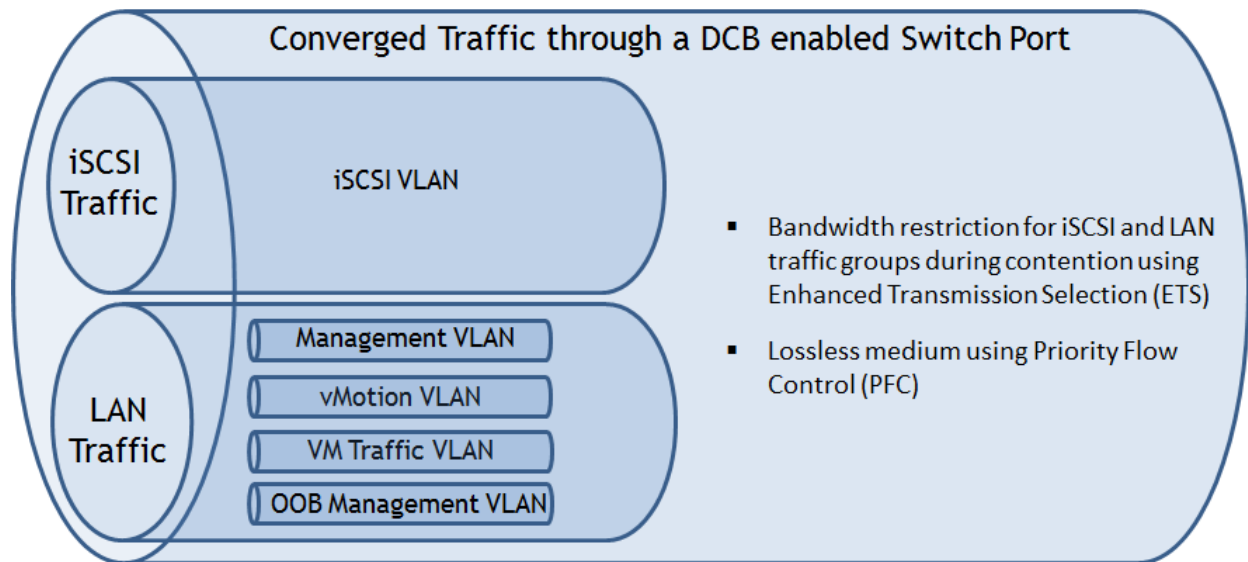 Converged Traffic through a DCB enabled Switch Port
iSCSI
Traffic
iSCSI VLAN
LAN
Traffic
Management VLAN
vMotion VLAN
VM Traffic VLAN
OOB Management VLAN
▪ Bandwidth restriction for iSCSI and LAN
traffic groups during contention using
Enhanced Transmission Selection (ETS)
▪ Lossless medium using Priority Flow
Control (PFC)